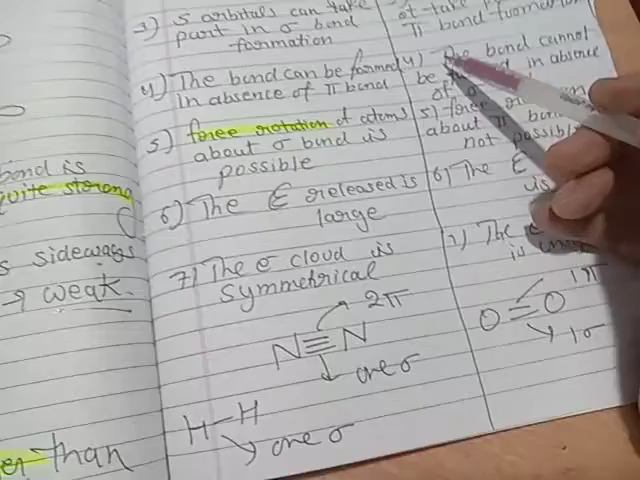 3) S orbitals can take
part in σ bond
formation
4) The bond can be formed
in absence of π bond
5) free rotation of atoms
about σ bond is
possible
6) The E released is
large
7) The e cloud is
symmetrical
N≡N
2π
one σ
H-H
one σ
bond is
quite strong
s sideways
→ weak.
than
π bond formation
4) The bond cannot
be in absence
of
5) free
about π
not possible
6) The E
is
7) The
is
O=O
1π
1σ